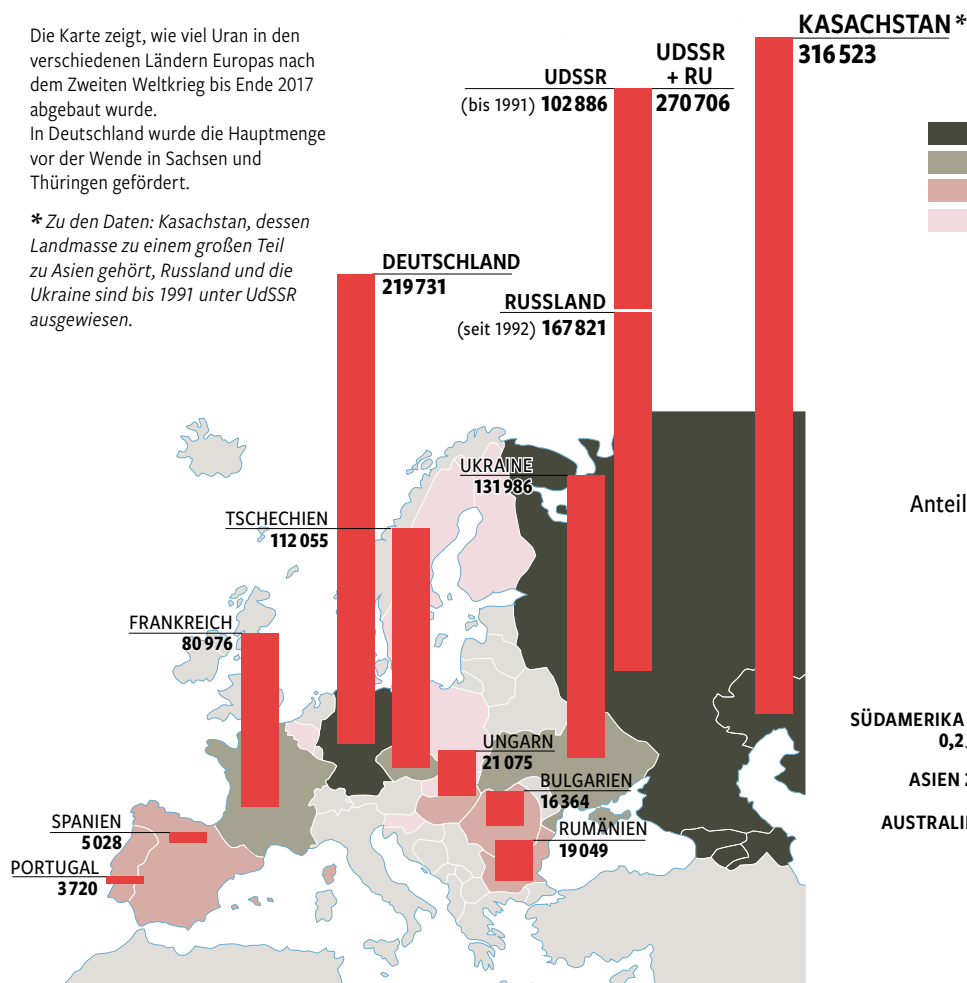 Die Karte zeigt, wie viel Uran in den
verschiedenen Ländern Europas nach
dem Zweiten Weltkrieg bis Ende 2017
abgebaut wurde.
In Deutschland wurde die Hauptmenge
vor der Wende in Sachsen und
Thüringen gefördert.
* Zu den Daten: Kasachstan, dessen
Landmasse zu einem großen Teil
zu Asien gehört, Russland und die
Ukraine sind bis 1991 unter UdSSR
ausgewiesen.
KASACHSTAN*
316 523
UDSSR
(bis 1991) 102 886
UDSSR
+ RU
270 706
DEUTSCHLAND
219 731
RUSSLAND
(seit 1992) 167 821
UKRAINE
131 986
TSCHECHIEN
112 055
Anteil
FRANKREICH
80 976
SÜDAMERIKA
0,2
UNGARN
21 075
ASIEN 2
BULGARIEN
16 364
AUSTRALI
RUMÄNIEN
19 049
SPANIEN
5 028
PORTUGAL
3 720